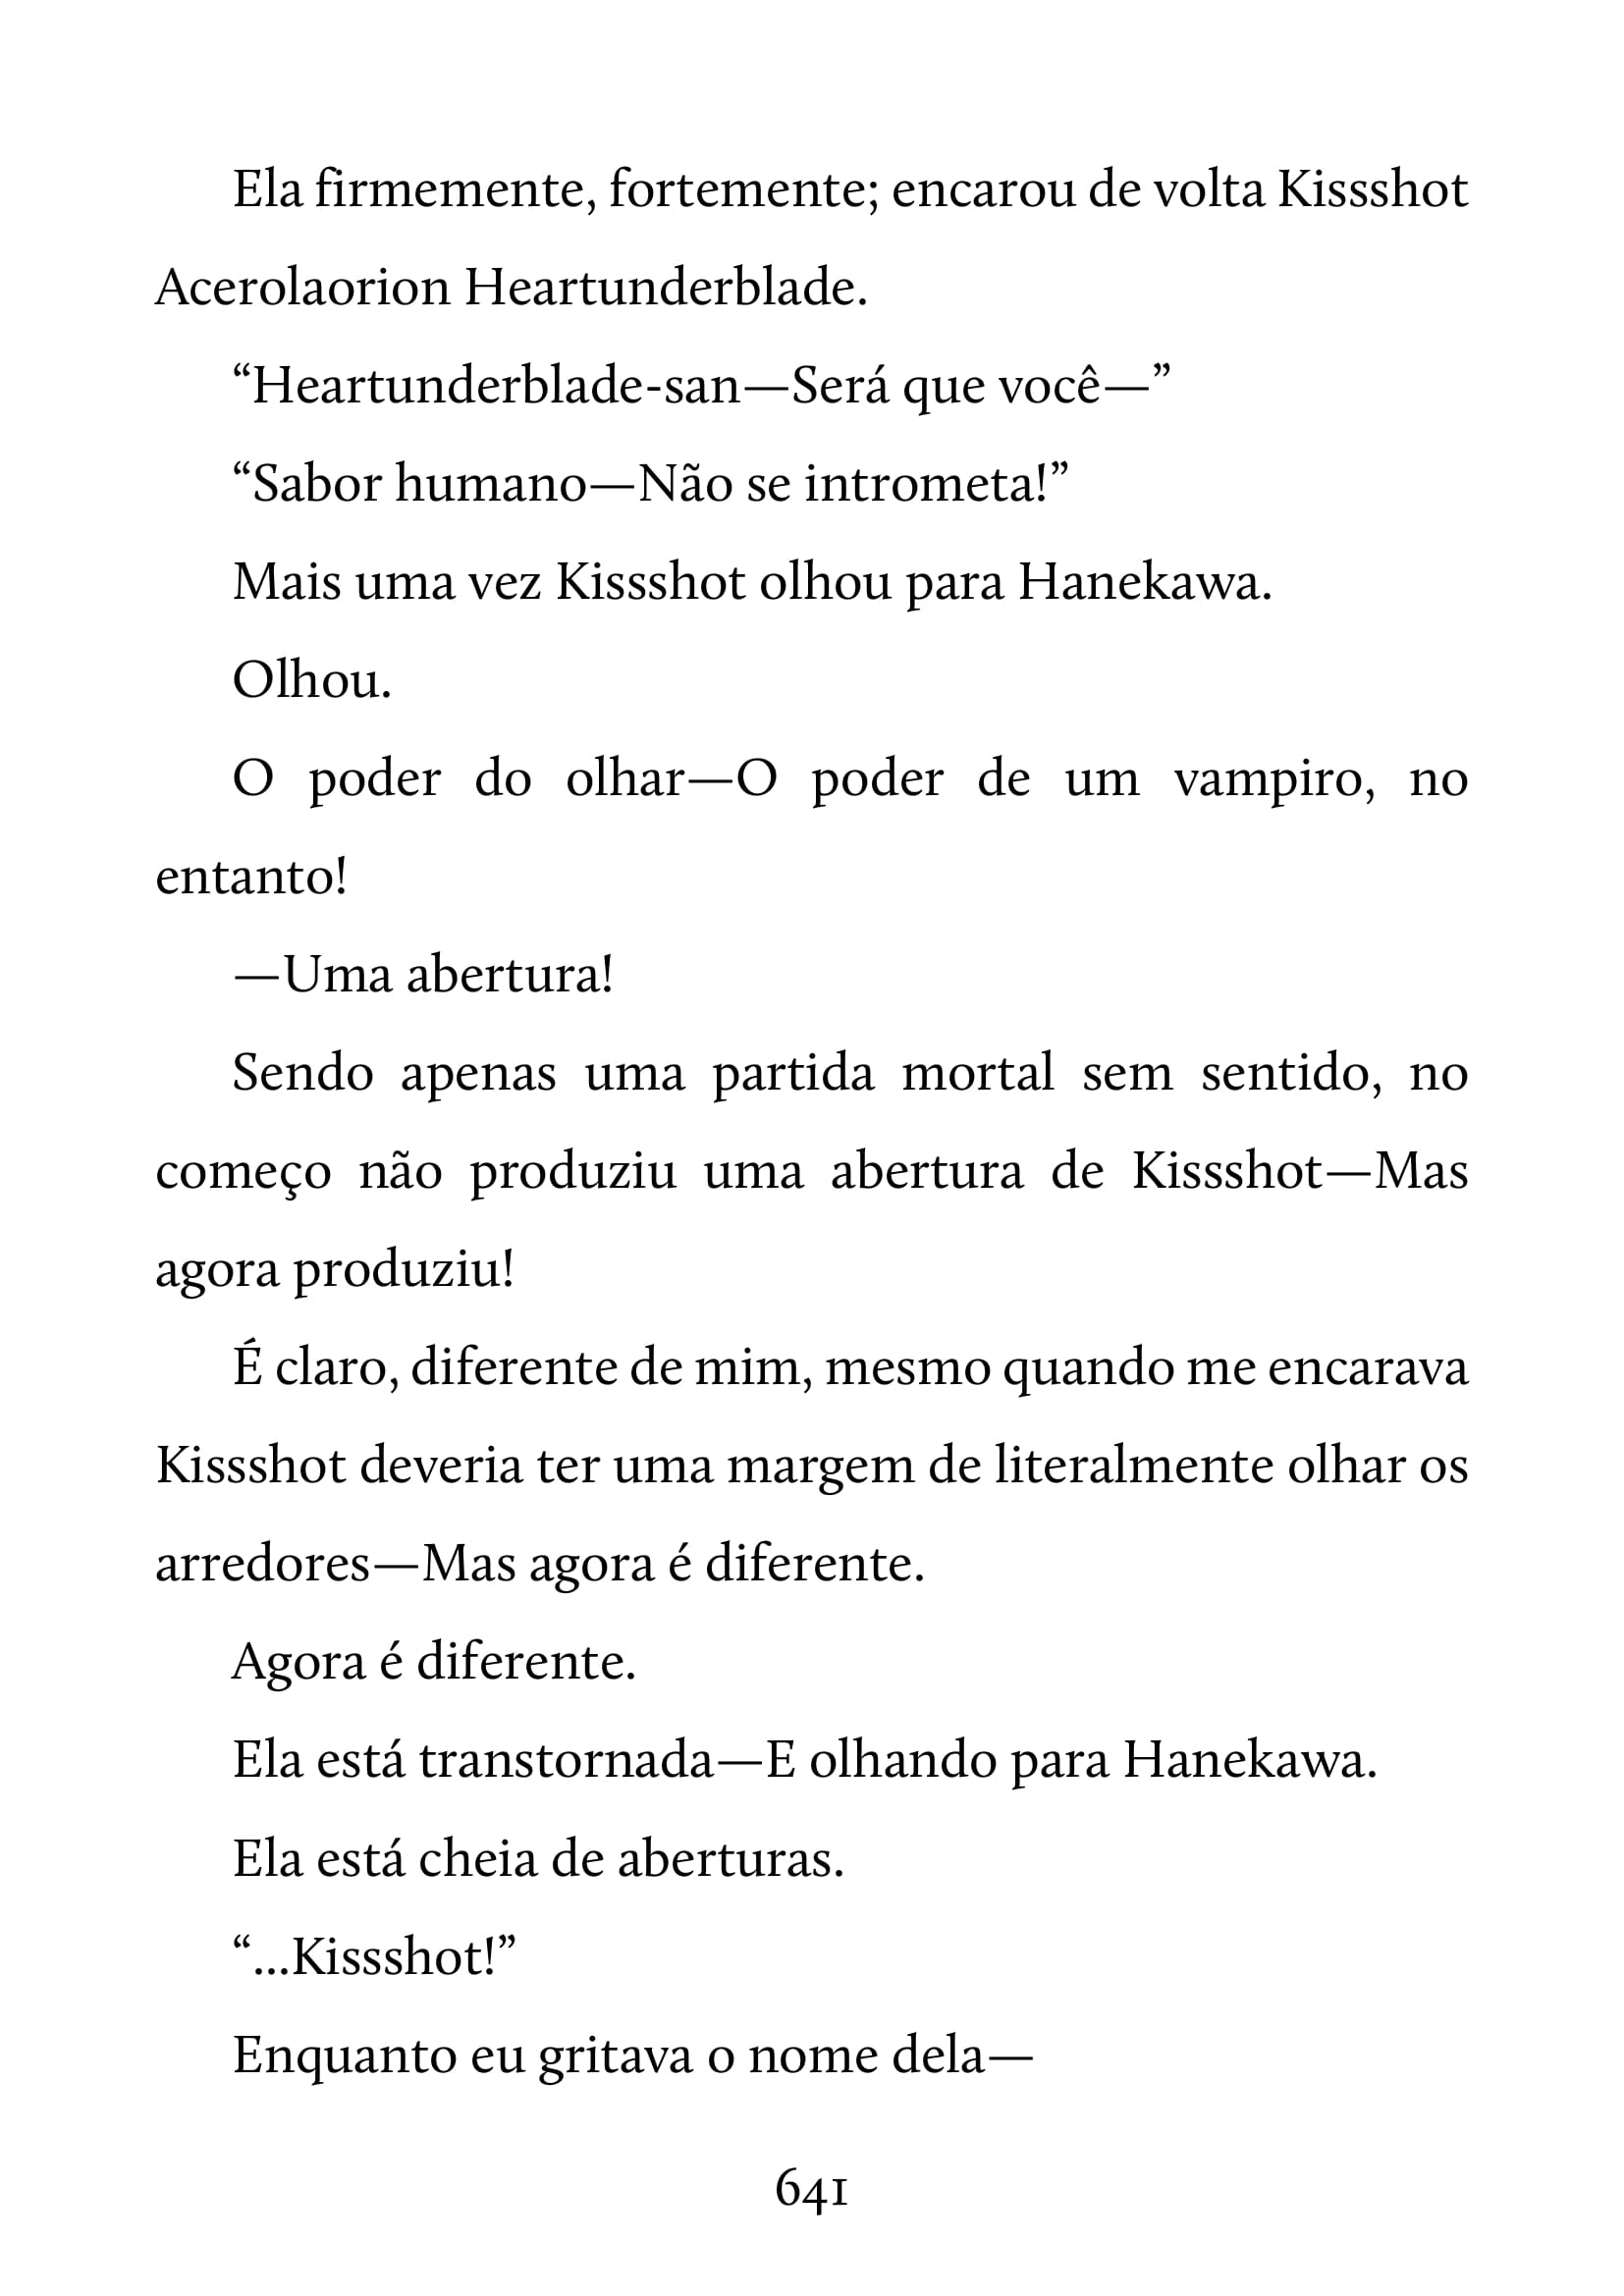 Ela firmemente, fortemente; encarou de volta Kissshot
Acerolaorion Heartunderblade.
“Heartunderblade-san—Será que você—”
“Sabor humano—Não se intrometa!”
Mais uma vez Kissshot olhou para Hanekawa.
Olhou.
O poder do olhar—O poder de um vampiro, no
entanto!
—Uma abertura!
Sendo apenas uma partida mortal sem sentido, no
começo não produziu uma abertura de Kissshot—Mas
agora produziu!
É claro, diferente de mim, mesmo quando me encarava
Kissshot deveria ter uma margem de literalmente olhar os
arredores—Mas agora é diferente.
Agora é diferente.
Ela está transtornada—E olhando para Hanekawa.
Ela está cheia de aberturas.
“...Kissshot!”
Enquanto eu gritava o nome dela—
641